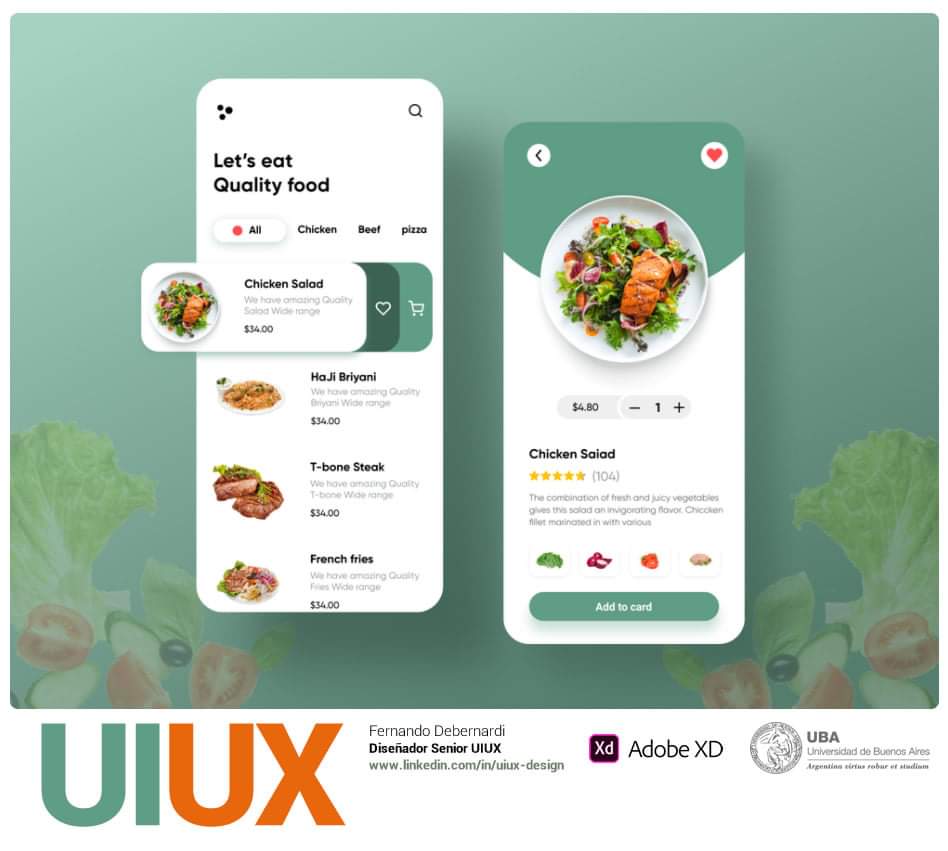 Let's eat
Quality food
All
Chicken
Beef
pizza
Chicken Salad
We have amazing Quality
Salad Wide range
$34.00
HaJi Briyani
We have amazing Quality
Briyani Wide range
$34.00
T-bone Steak
We have amazing Quality
T-bone Wide range
$34.00
French fries
We have amazing Quality
Fries Wide range
$34.00
$4.80
— 1 +
Chicken Saiad
(104)
The combination of fresh and juicy vegetables
gives this salad an invigorating flavor. Chiccken
fillet marinated in with various
Add to card
UIUX
Fernando Debernardi
Diseñador Senior UIUX
www.linkedin.com/in/uiux-design
Xd Adobe XD
UBA
Universidad de Buenos Aires
Argentina virtus robur et studium